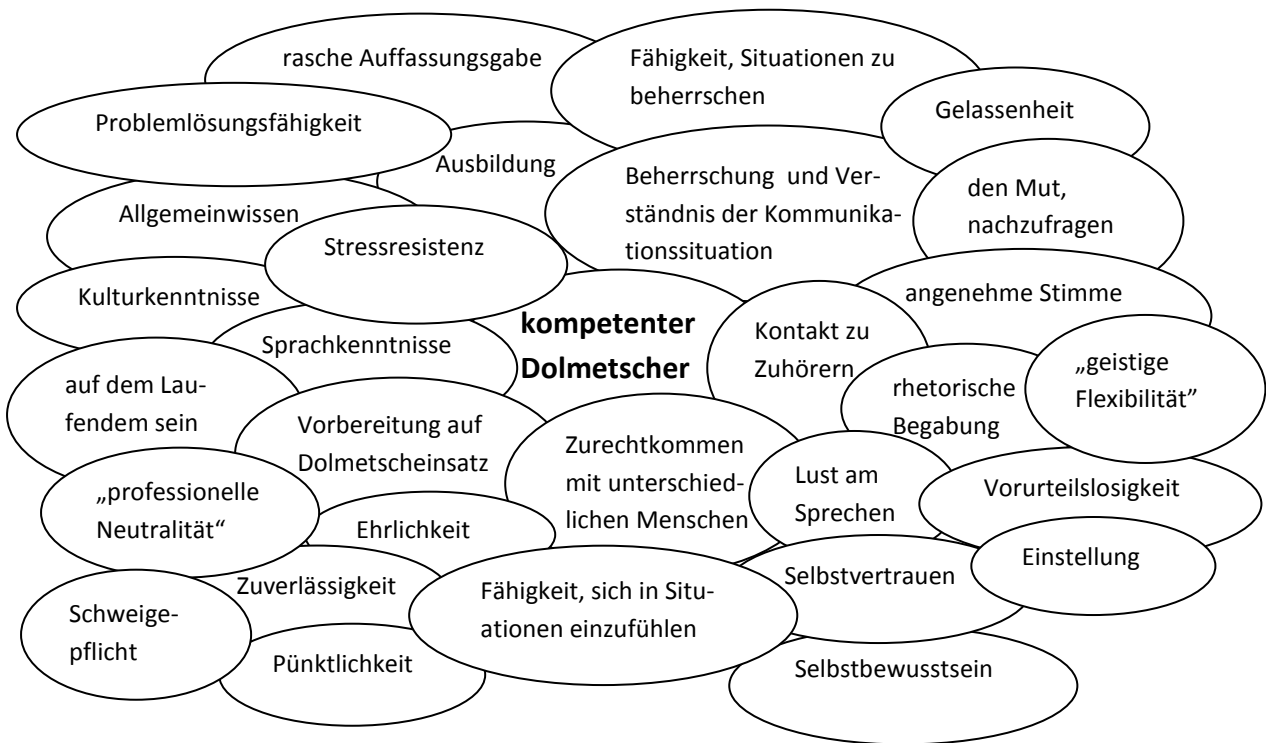 rasche Auffassungsgabe
Fähigkeit, Situationen zu
beherrschen
Gelassenheit
Problemlösungsfähigkeit
Ausbildung
Beherrschung und Ver-
ständnis der Kommunika-
tionssituation
den Mut,
nachzufragen
Allgemeinwissen
Stressresistenz
Kulturkenntnisse
angenehme Stimme
kompetenter
Dolmetscher
Kontakt zu
Zuhörern
Sprachkenntnisse
„geistige
Flexibilität”
auf dem Lau-
fendem sein
rhetorische
Begabung
Vorbereitung auf
Dolmetscheinsatz
Zurechtkommen
mit unterschied-
lichen Menschen
Lust am
Sprechen
Vorurteilslosigkeit
„professionelle
Neutralität“
Ehrlichkeit
Einstellung
Zuverlässigkeit
Fähigkeit, sich in Situ-
ationen einzufühlen
Selbstvertrauen
Schweige-
pflicht
Pünktlichkeit
Selbstbewusstsein